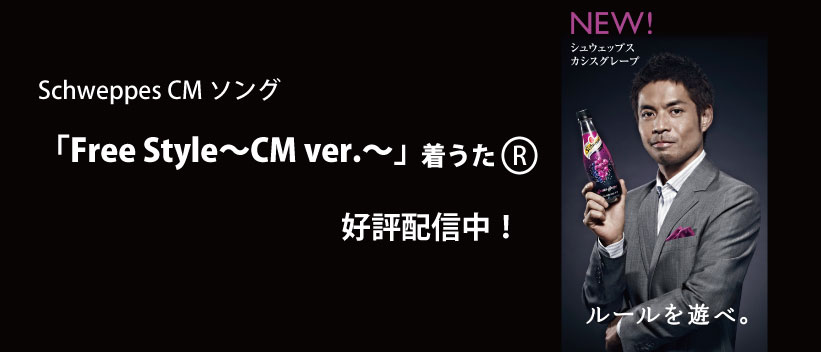 Schweppes CM ソング
「Free Style～CM ver.～」着うた®
好評配信中！
NEW!
シュウェップス
カシスグレープ
ルールを遊べ。